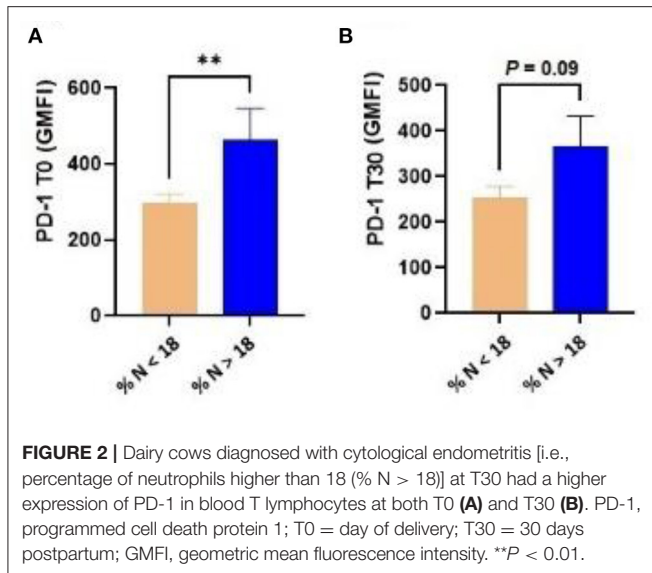 A
B
**
P = 0.09
PD-1 T0 (GMFI)
600
400
200
0
% N < 18
% N > 18
PD-1 T30 (GMFI)
500
400
300
200
100
0
% N < 18
% N > 18
FIGURE 2 | Dairy cows diagnosed with cytological endometritis [i.e.,
percentage of neutrophils higher than 18 (% N > 18)] at T30 had a higher
expression of PD-1 in blood T lymphocytes at both T0 (A) and T30 (B). PD-1,
programmed cell death protein 1; T0 = day of delivery; T30 = 30 days
postpartum; GMFI, geometric mean fluorescence intensity. **P < 0.01.